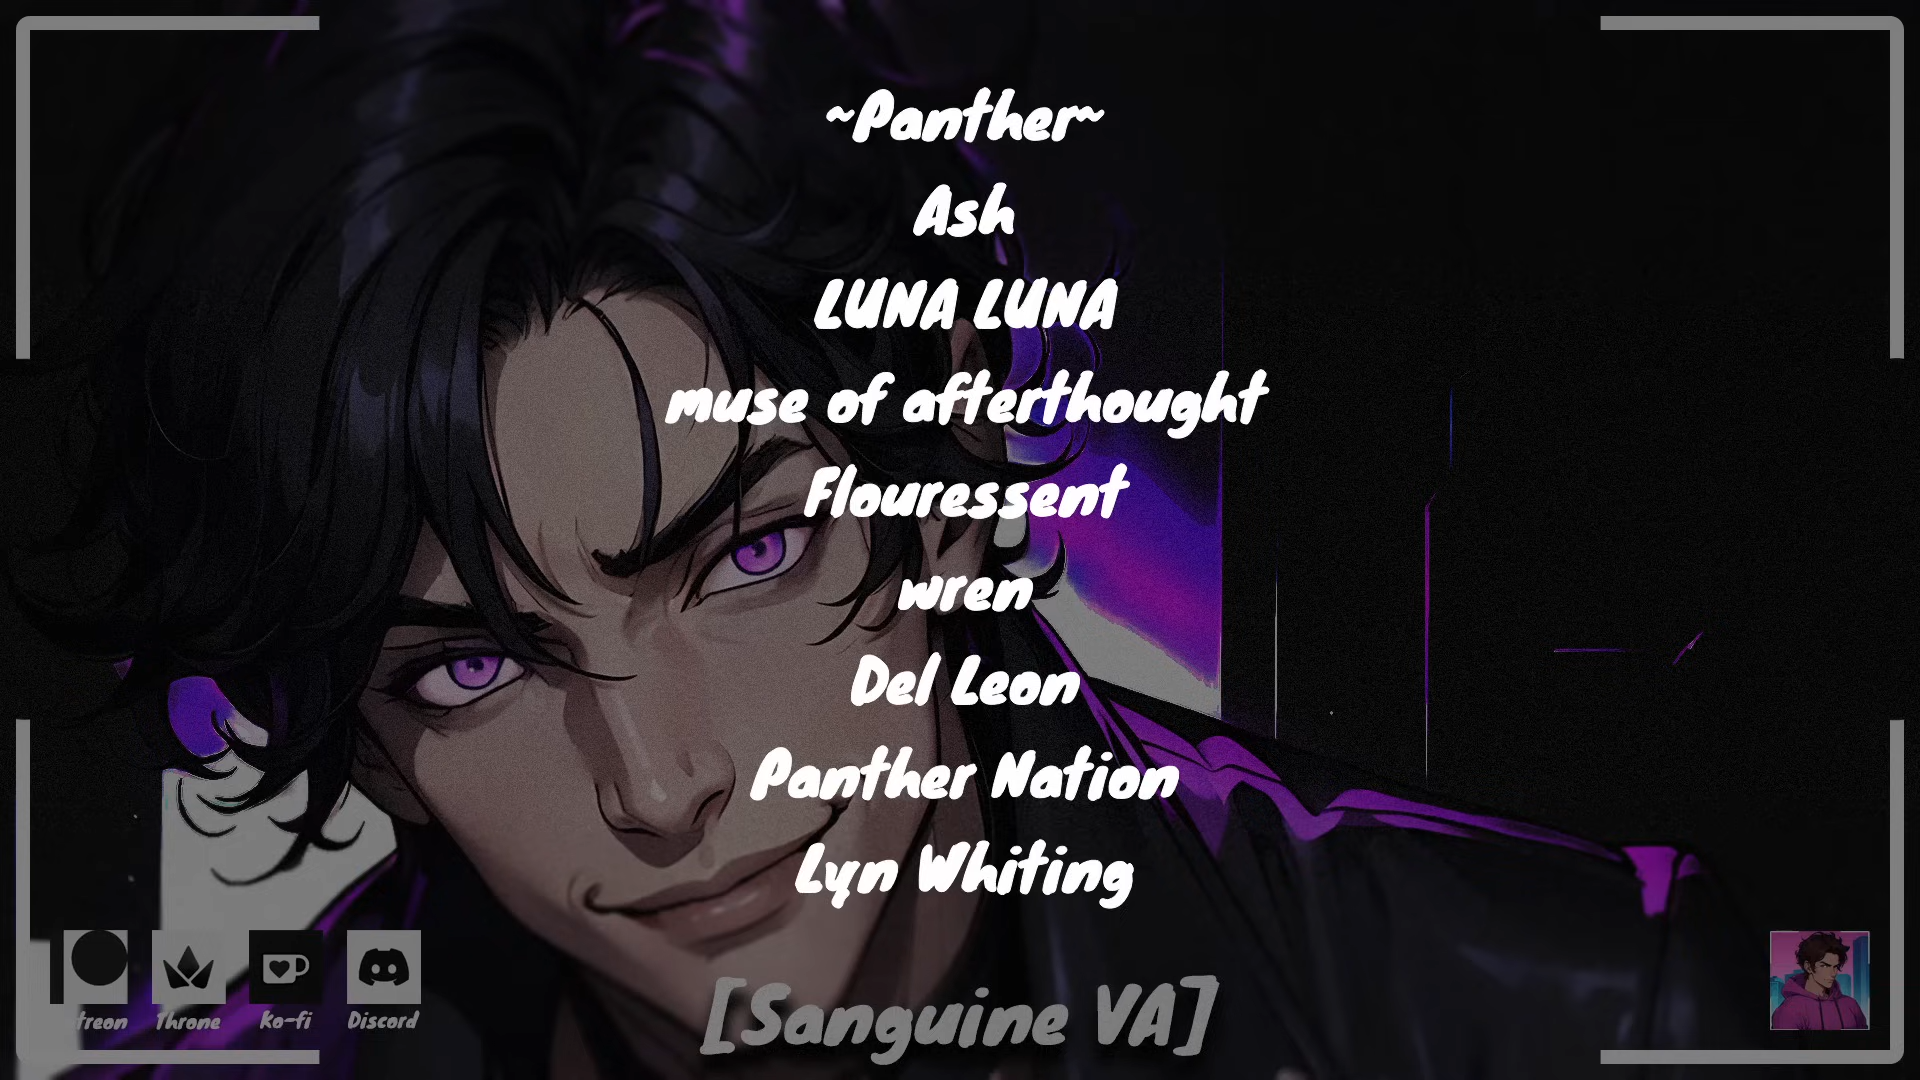 ~Panther~
Ash
LUNA LUNA
muse of afterthought
Flouressent
wren
Del Leon
Panther Nation
Lyn Whiting
[Sanguine VA]
treon Throne Ko-fi Discord